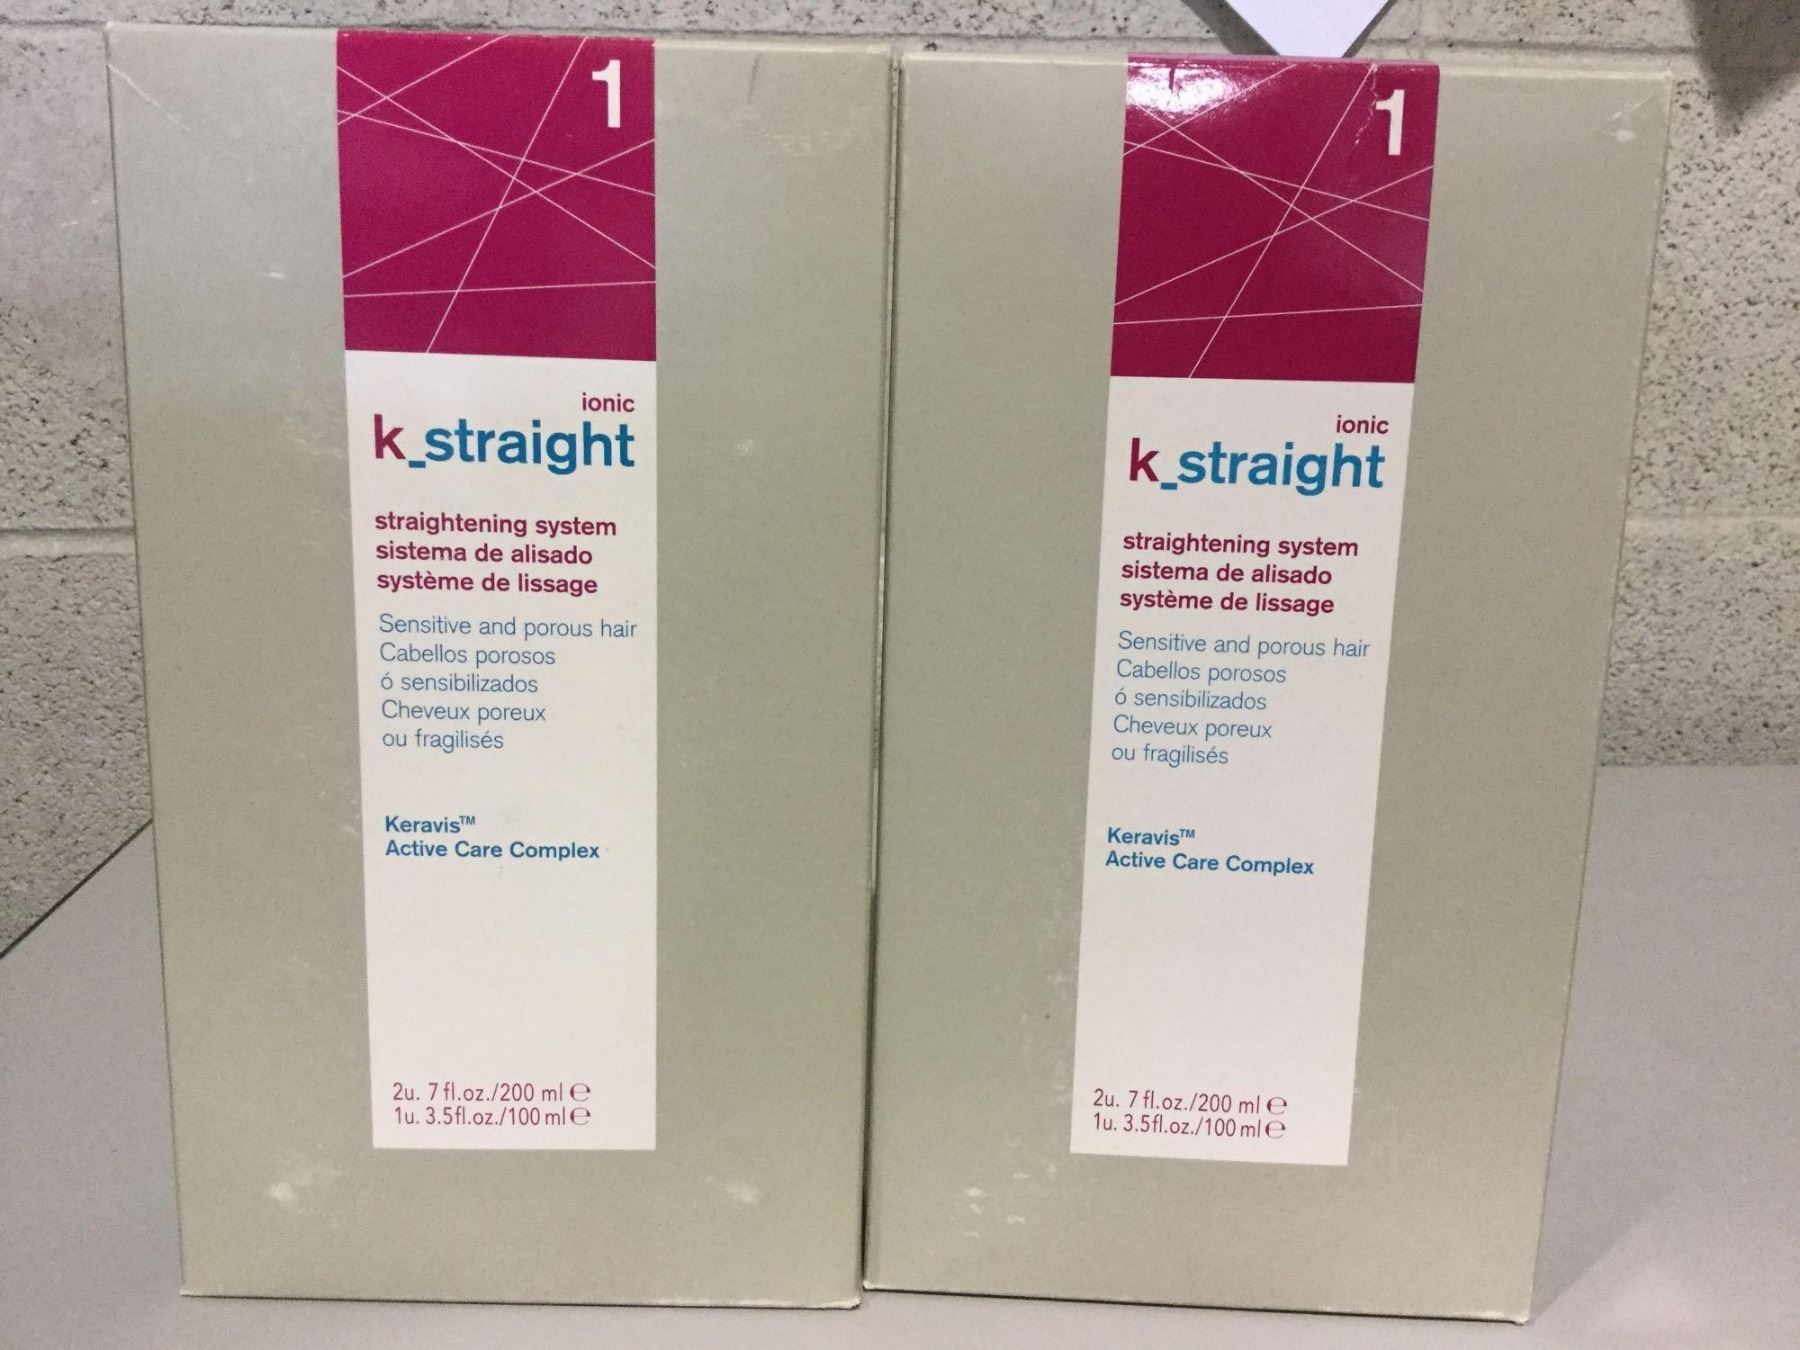 1
ionic
k_straight
straightening system
sistema de alisado
système de lissage
Sensitive and porous hair
Cabellos porosos
ó sensibilizados
Cheveux poreux
ou fragilisés
Keravis™
Active Care Complex
2u. 7 fl.oz./200 ml ℮
1u. 3.5fl.oz./100 ml ℮
1
ionic
k_straight
straightening system
sistema de alisado
système de lissage
Sensitive and porous hair
Cabellos porosos
ó sensibilizados
Cheveux poreux
ou fragilisés
Keravis™
Active Care Complex
2u. 7 fl.oz./200 ml ℮
1u. 3.5fl.oz./100 ml ℮